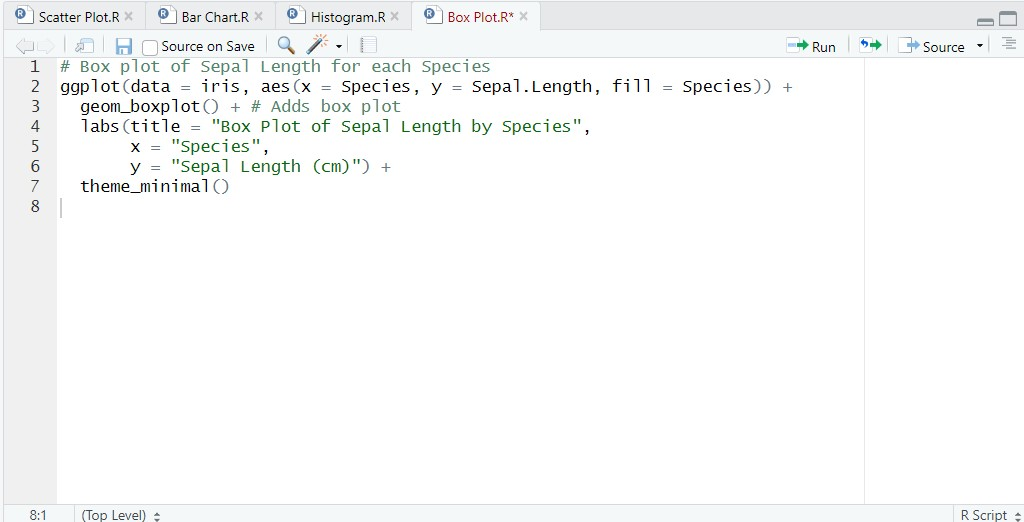 Scatter Plot.R Bar Chart.R Histogram.R Box Plot.R*
Source on Save Run Source
1 # Box plot of Sepal Length for each Species
2 ggplot(data = iris, aes(x = Species, y = Sepal.Length, fill = Species)) +
3   geom_boxplot() + # Adds box plot
4   labs(title = "Box Plot of Sepal Length by Species",
5        x = "Species",
6        y = "Sepal Length (cm)") +
7   theme_minimal()
8
8:1 (Top Level) R Script